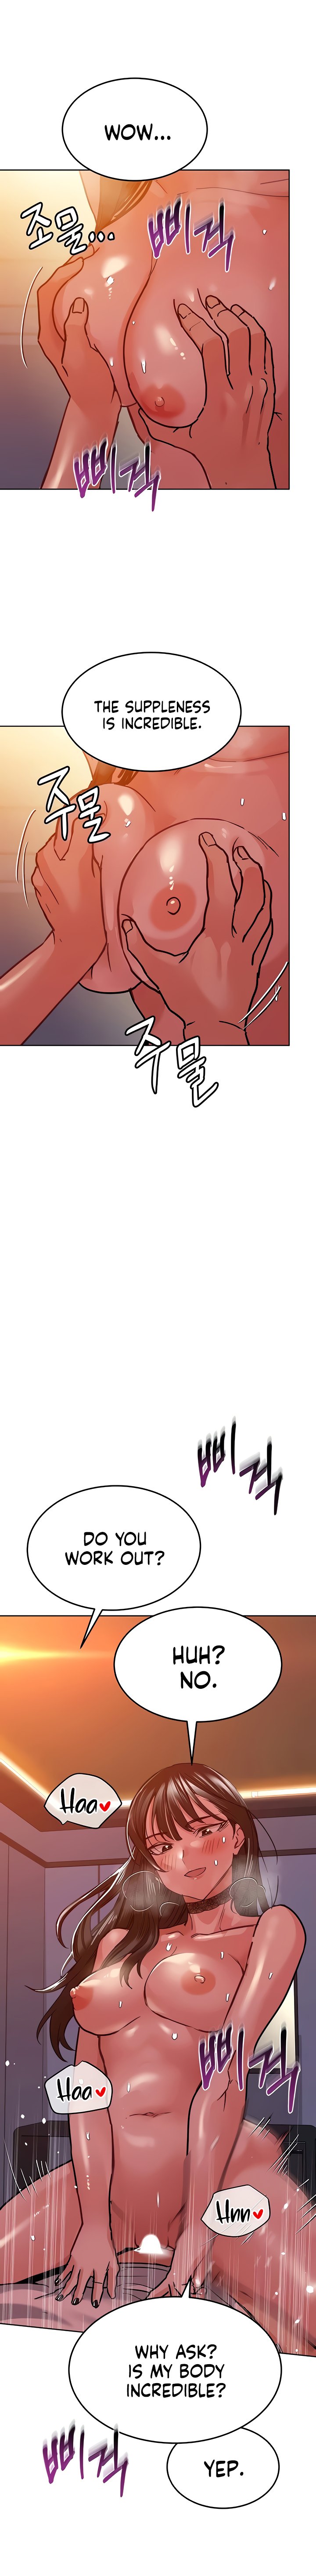 WOW...
조물...
삐걱
삐걱
THE SUPPLENESS
IS INCREDIBLE.
주물
주물
삐걱
DO YOU
WORK OUT?
HUH?
NO.
Haa♥
삐걱
Haa♥
Hnn♥
WHY ASK?
IS MY BODY
INCREDIBLE?
삐걱
YEP.